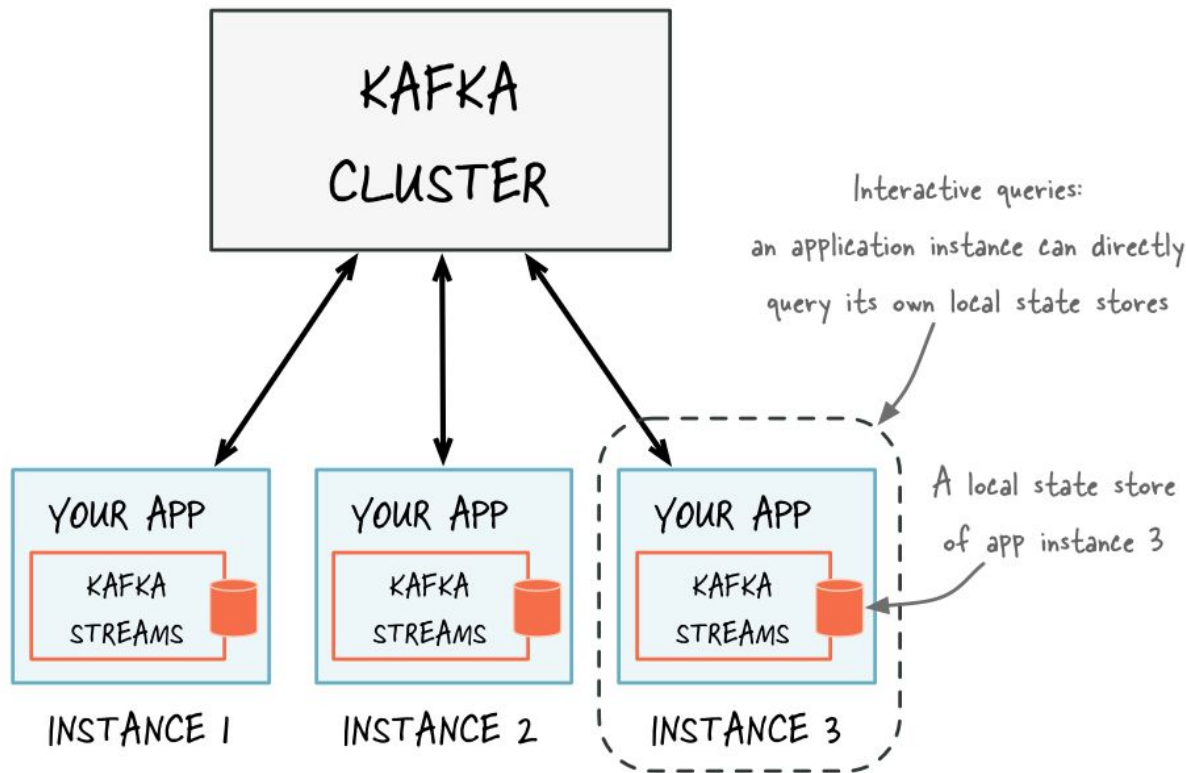 KAFKA
CLUSTER
Interactive queries:
an application instance can directly
query its own local state stores
YOUR APP
KAFKA
STREAMS
INSTANCE 1
YOUR APP
KAFKA
STREAMS
INSTANCE 2
YOUR APP
KAFKA
STREAMS
INSTANCE 3
A local state store
of app instance 3